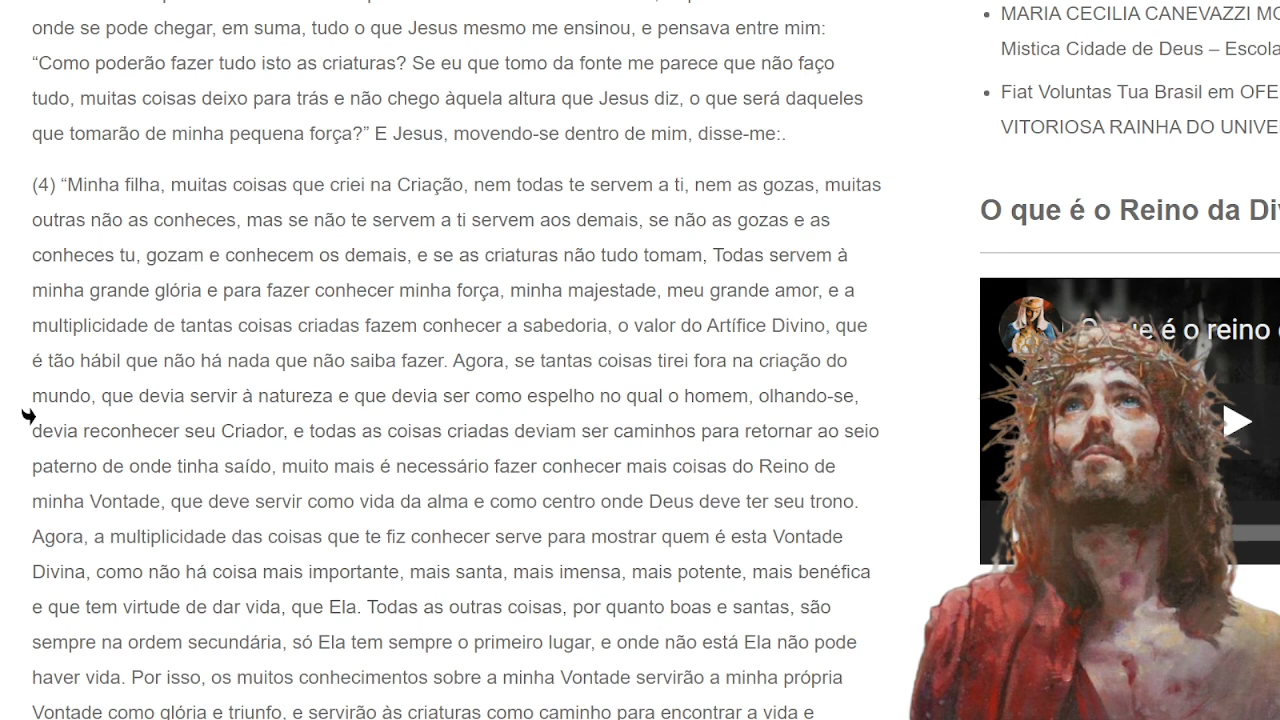 onde se pode chegar, em suma, tudo o que Jesus mesmo me ensinou, e pensava entre mim:
“Como poderão fazer tudo isto as criaturas? Se eu que tomo da fonte me parece que não faço
tudo, muitas coisas deixo para trás e não chego àquela altura que Jesus diz, o que será daqueles
que tomarão de minha pequena força?” E Jesus, movendo-se dentro de mim, disse-me:.
(4) “Minha filha, muitas coisas que criei na Criação, nem todas te servem a ti, nem as gozas, muitas
outras não as conheces, mas se não te servem a ti servem aos demais, se não as gozas e as
conheces tu, gozam e conhecem os demais, e se as criaturas não tudo tomam, Todas servem à
minha grande glória e para fazer conhecer minha força, minha majestade, meu grande amor, e a
multiplicidade de tantas coisas criadas fazem conhecer a sabedoria, o valor do Artífice Divino, que
é tão hábil que não há nada que não saiba fazer. Agora, se tantas coisas tirei fora na criação do
mundo, que devia servir à natureza e que devia ser como espelho no qual o homem, olhando-se,
devia reconhecer seu Criador, e todas as coisas criadas deviam ser caminhos para retornar ao seio
paterno de onde tinha saído, muito mais é necessário fazer conhecer mais coisas do Reino de
minha Vontade, que deve servir como vida da alma e como centro onde Deus deve ter seu trono.
Agora, a multiplicidade das coisas que te fiz conhecer serve para mostrar quem é esta Vontade
Divina, como não há coisa mais importante, mais santa, mais imensa, mais potente, mais benéfica
e que tem virtude de dar vida, que Ela. Todas as outras coisas, por quanto boas e santas, são
sempre na ordem secundária, só Ela tem sempre o primeiro lugar, e onde não está Ela não pode
haver vida. Por isso, os muitos conhecimentos sobre a minha Vontade servirão a minha própria
Vontade como glória e triunfo, e servirão às criaturas como caminho para encontrar a vida e
MARIA CECILIA CANEVAZZI MO
Mistica Cidade de Deus – Escola
Fiat Voluntas Tua Brasil em OFE
VITORIOSA RAINHA DO UNIVE
O que é o Reino da Div
é o reino